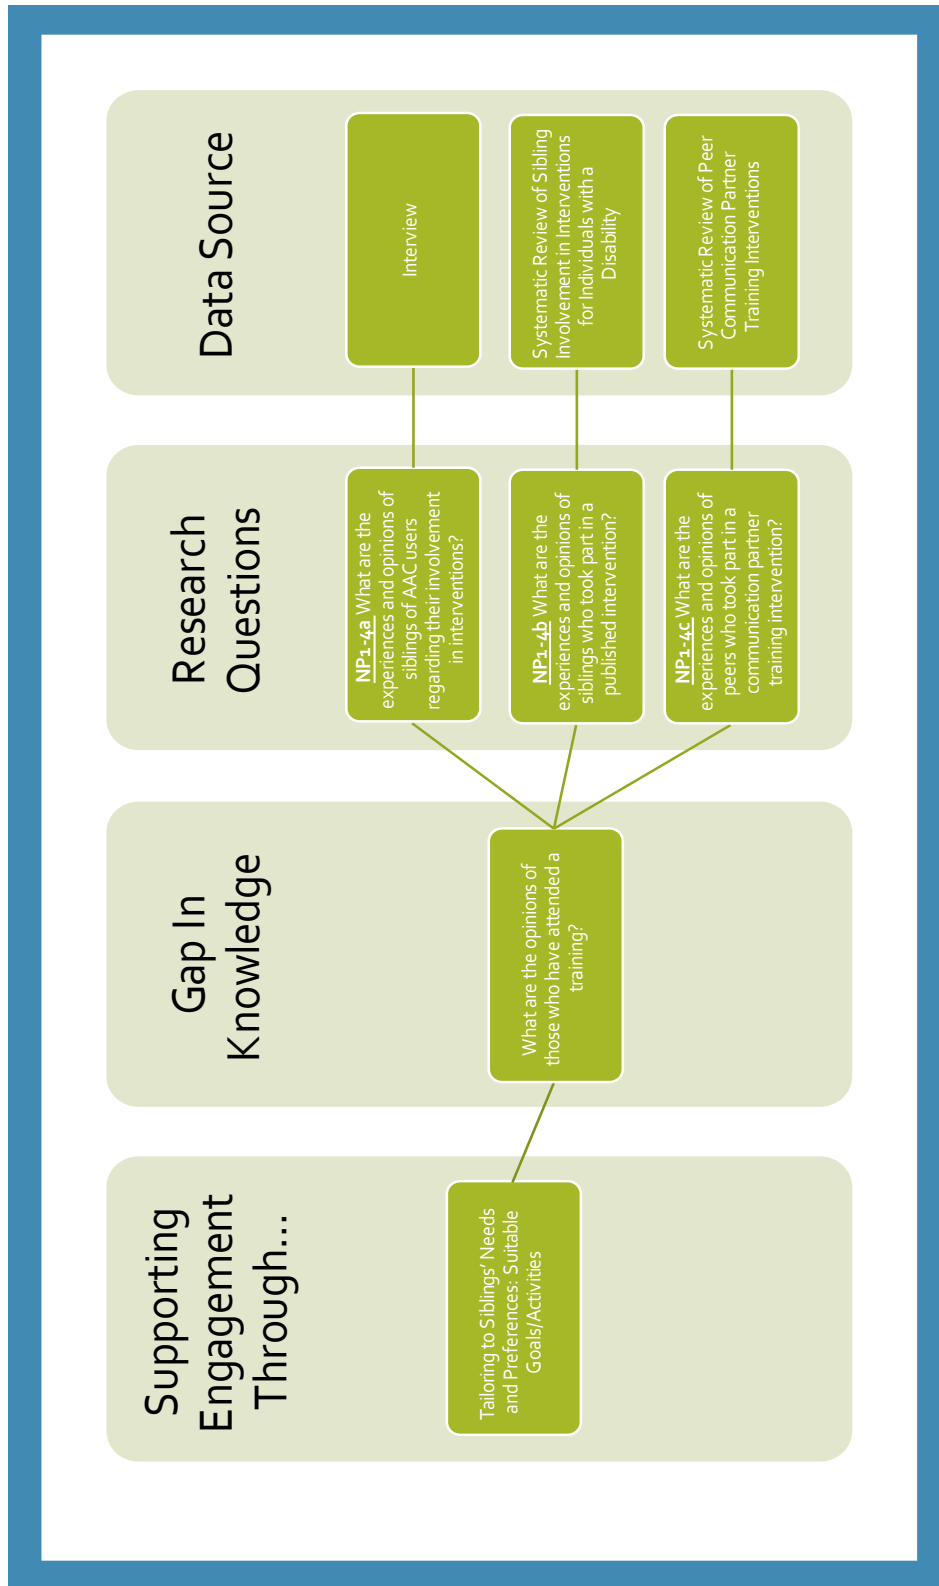 Supporting
Engagement
Through...
Tailoring to Siblings' Needs
and Preferences: Suitable
Goals/Activities
Gap In
Knowledge
What are the opinions of
those who have attended a
training?
Research
Questions
NP1-4a What are the
experiences and opinions of
siblings of AAC users
regarding their involvement
in interventions?
NP1-4b What are the
experiences and opinions of
siblings who took part in a
published intervention?
NP1-4c What are the
experiences and opinions of
peers who took part in a
communication partner
training intervention?
Data Source
Interview
Systematic Review of Sibling
Involvement in Interventions
for Individuals with a
Disability
Systematic Review of Peer
Communication Partner
Training Interventions